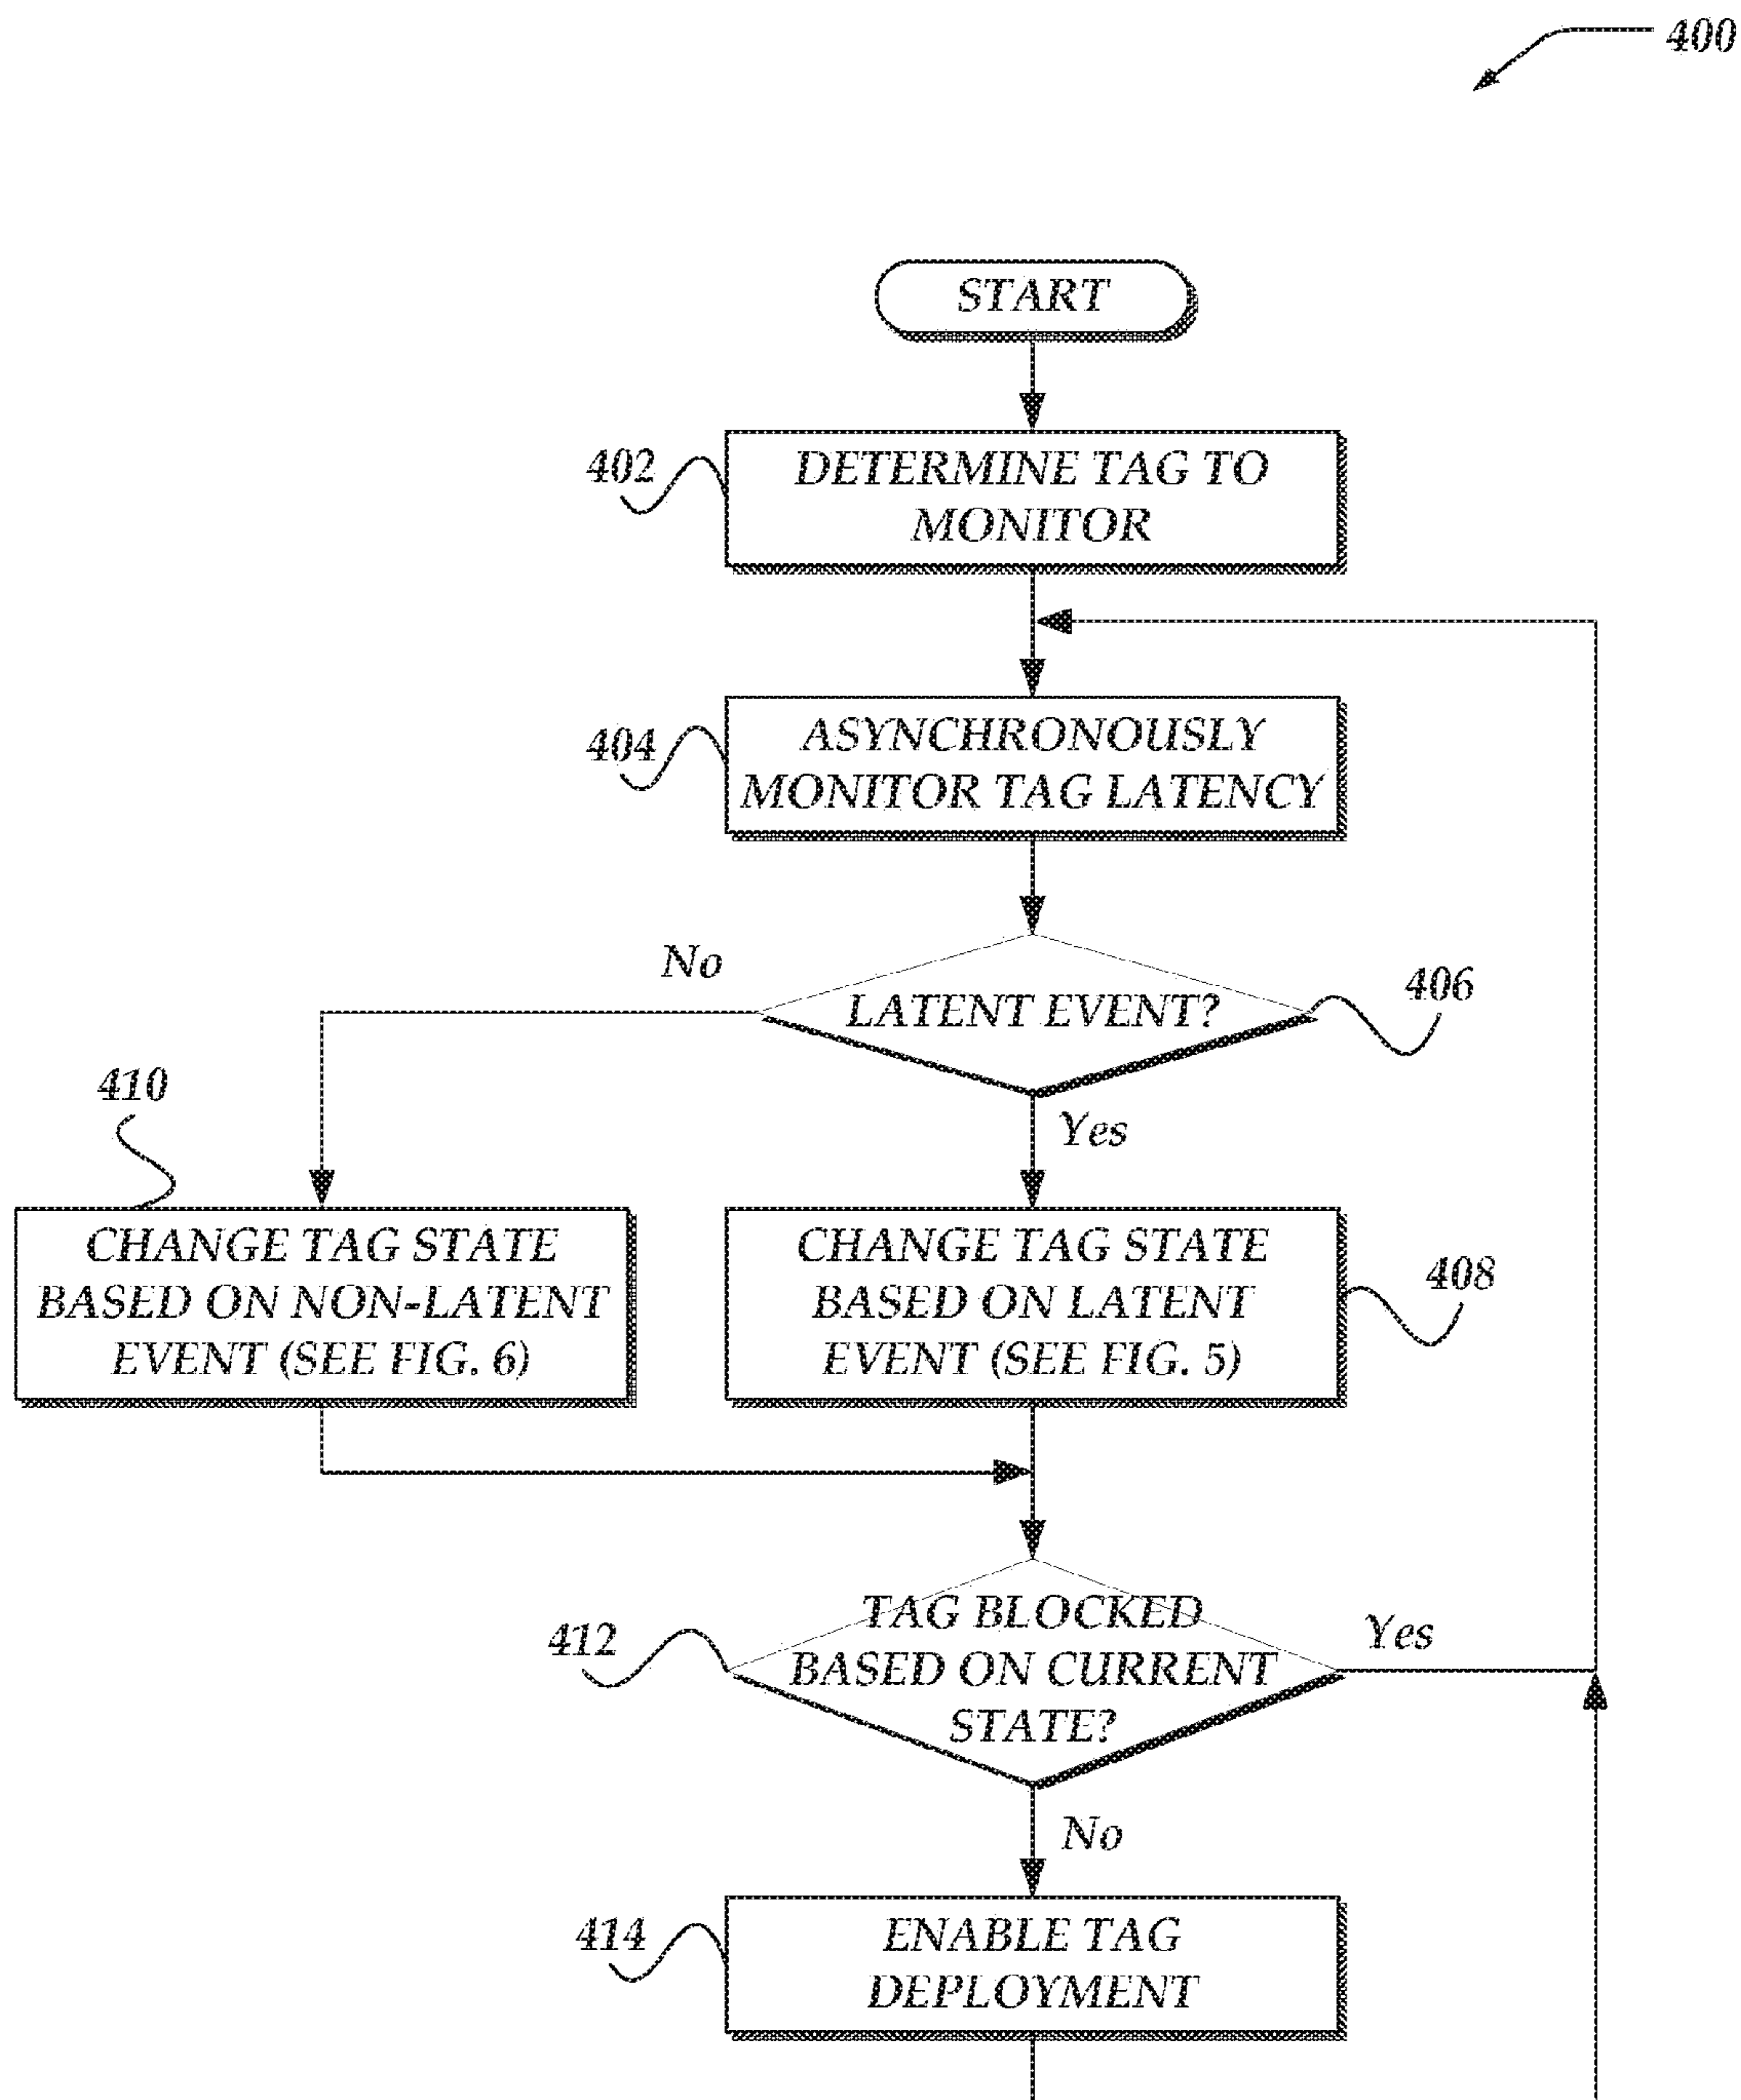 400
START
402
DETERMINE TAG TO
MONITOR
404
ASYNCHRONOUSLY
MONITOR TAG LATENCY
No
LATENT EVENT?
406
Yes
410
CHANGE TAG STATE
BASED ON NON-LATENT
EVENT (SEE FIG. 6)
CHANGE TAG STATE
BASED ON LATENT
EVENT (SEE FIG. 5)
408
412
TAG BLOCKED
BASED ON CURRENT
STATE?
Yes
No
414
ENABLE TAG
DEPLOYMENT